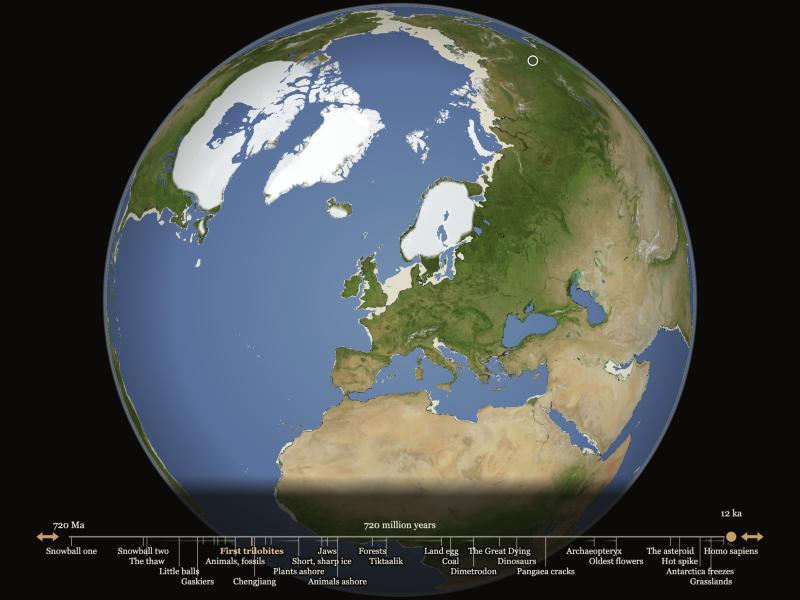 12 ka
720 Ma
720 million years
Snowball one
Snowball two
First trilobites
Jaws
Forests
Land egg
The Great Dying
Archaeopteryx
The asteroid
Homo sapiens
The thaw
Animals, fossils
Short, sharp ice
Tiktaalik
Coal
Dinosaurs
Oldest flowers
Hot spike
Little balls
Plants ashore
Dimetrodon
Pangaea cracks
Antarctica freezes
Gaskiers
Chengjiang
Animals ashore
Grasslands